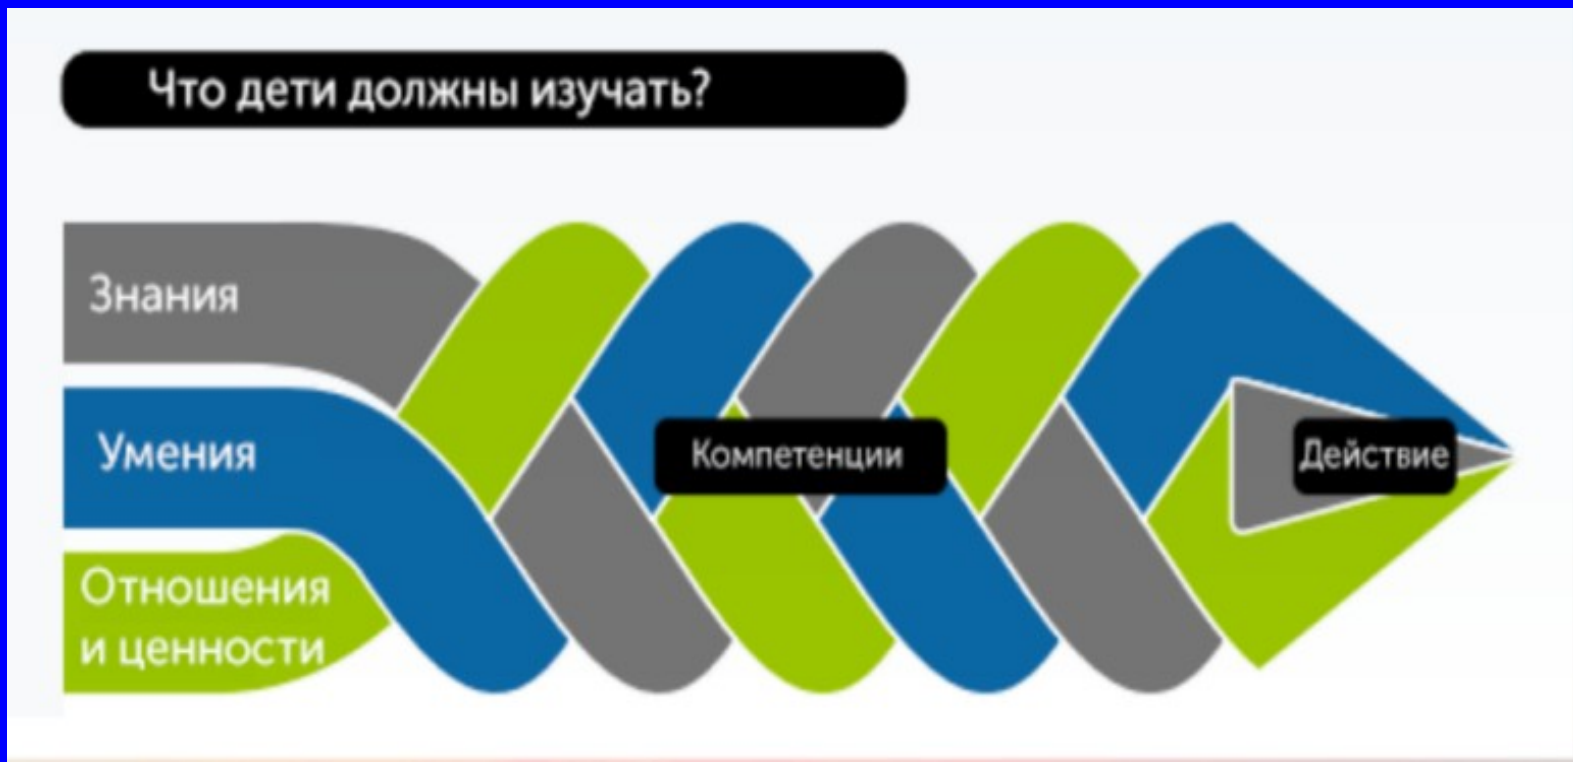 Что дети должны изучать?
Знания
Умения
Компетенции
Действие
Отношения
и ценности